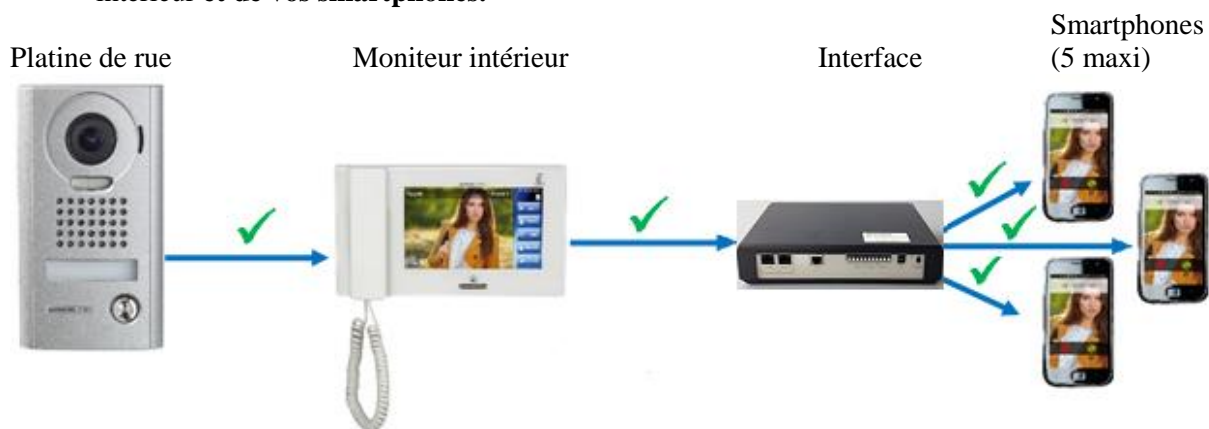 intérieur et de vos smartphones.
Smartphones
Platine de rue Moniteur intérieur Interface (5 maxi)